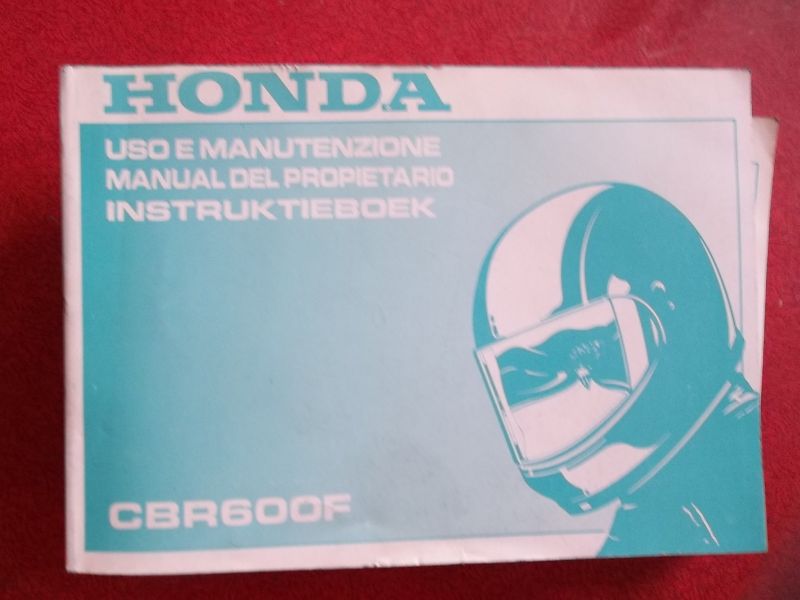 HONDA
USO E MANUTENZIONE
MANUAL DEL PROPIETARIO
INSTRUKTIEBOEK
CBR600F